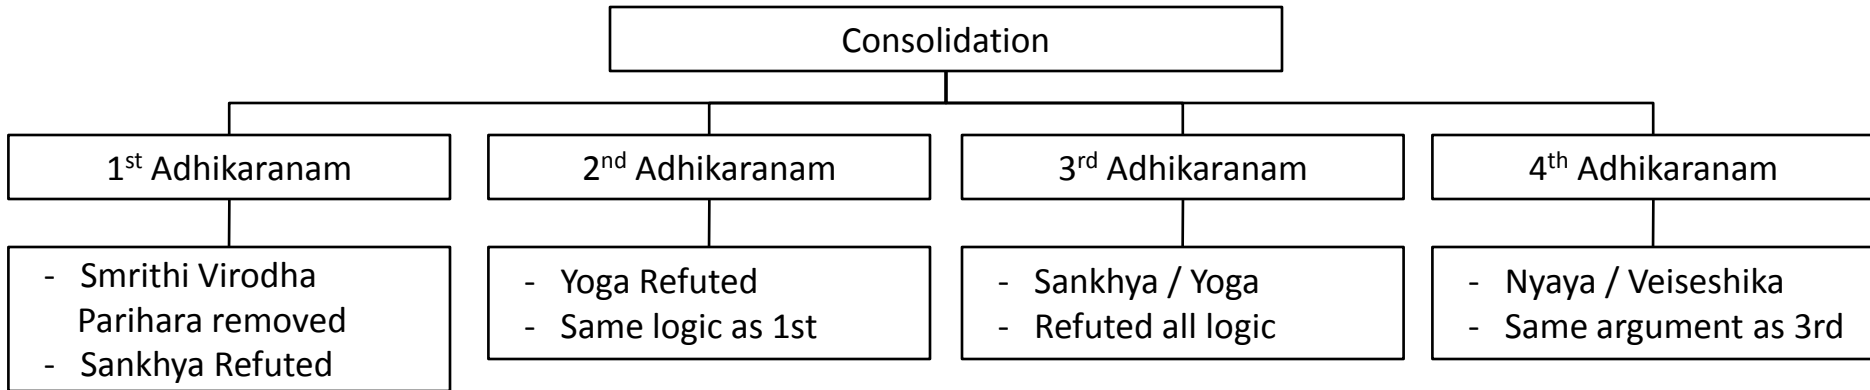 Consolidation
1st Adhikaranam
2nd Adhikaranam
3rd Adhikaranam
4th Adhikaranam
- Smrithi Virodha
Parihara removed
- Sankhya Refuted
- Yoga Refuted
- Same logic as 1st
- Sankhya / Yoga
- Refuted all logic
- Nyaya / Veiseshika
- Same argument as 3rd